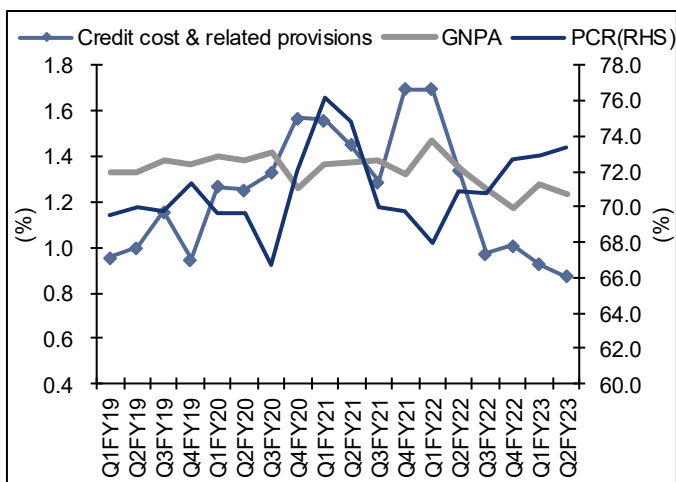 Credit cost & related provisions GNPA PCR(RHS)
1.8 78.0
76.0
1.6
74.0
1.4 72.0
70.0
1.2
(%) (%)
68.0
1.0
66.0
0.8
64.0
0.6
62.0
0.4 60.0
Q1FY19
Q2FY19
Q3FY19
Q4FY19
Q1FY20
Q2FY20
Q3FY20
Q4FY20
Q1FY21
Q2FY21
Q3FY21
Q4FY21
Q1FY22
Q2FY22
Q3FY22
Q4FY22
Q1FY23
Q2FY23